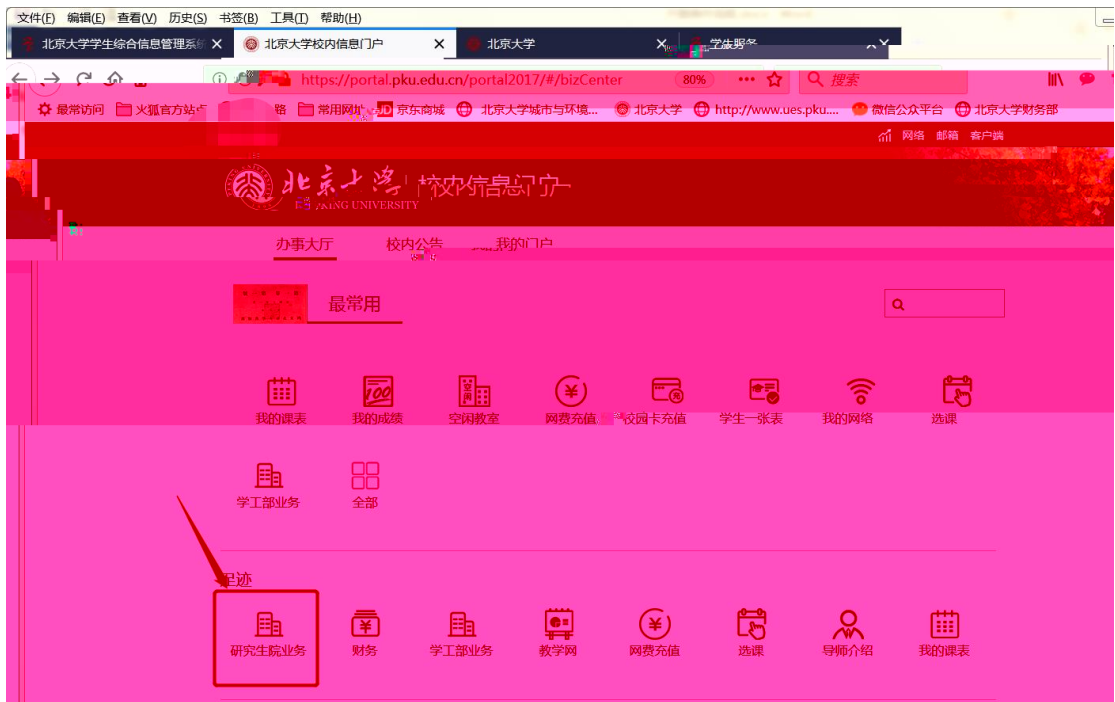 文件(F) 编辑(E) 查看(V) 历史(S) 书签(B) 工具(T) 帮助(H)
北京大学学生综合信息管理系统 × 北京大学校内信息门户 × 北京大学 ×
https://portal.pku.edu.cn/portal2017/#/bizCenter 80% 搜索
最常访问 火狐官方站点 常用网址 京东商城 北京大学城市与环境... 北京大学 http://www.ues.pku.... 微信公众平台 北京大学财务部
网络 邮箱 客户端
北京大学 校内信息门户
UNIVERSITY
办事大厅 校内公告 我的门户
最常用
我的课表 我的成绩 空闲教室 网费充值 校园卡充值 学生一张表 我的网络 选课
学工部业务 全部
足迹
研究生院业务 财务 学工部业务 教学网 网费充值 选课 导师介绍 我的课表